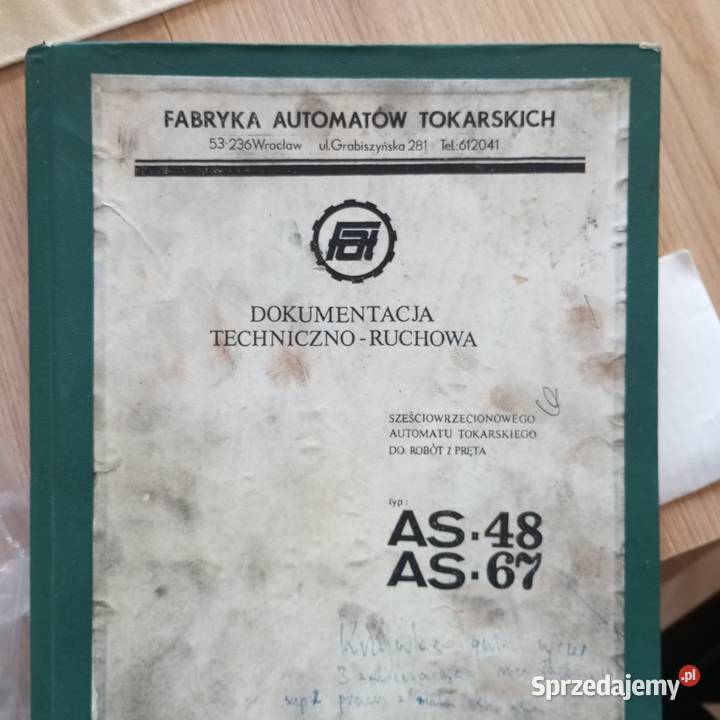 FABRYKA AUTOMATÓW TOKARSKICH
53-236 Wrocław ul. Grabiszyńska 281 Tel.: 612041
FAT
DOKUMENTACJA
TECHNICZNO-RUCHOWA
SZEŚCIOWRZECIONOWEGO
AUTOMATU TOKARSKIEGO
DO ROBÓT Z PRĘTA
typ:
AS·48
AS·67
3
Sprzedajemy.pl